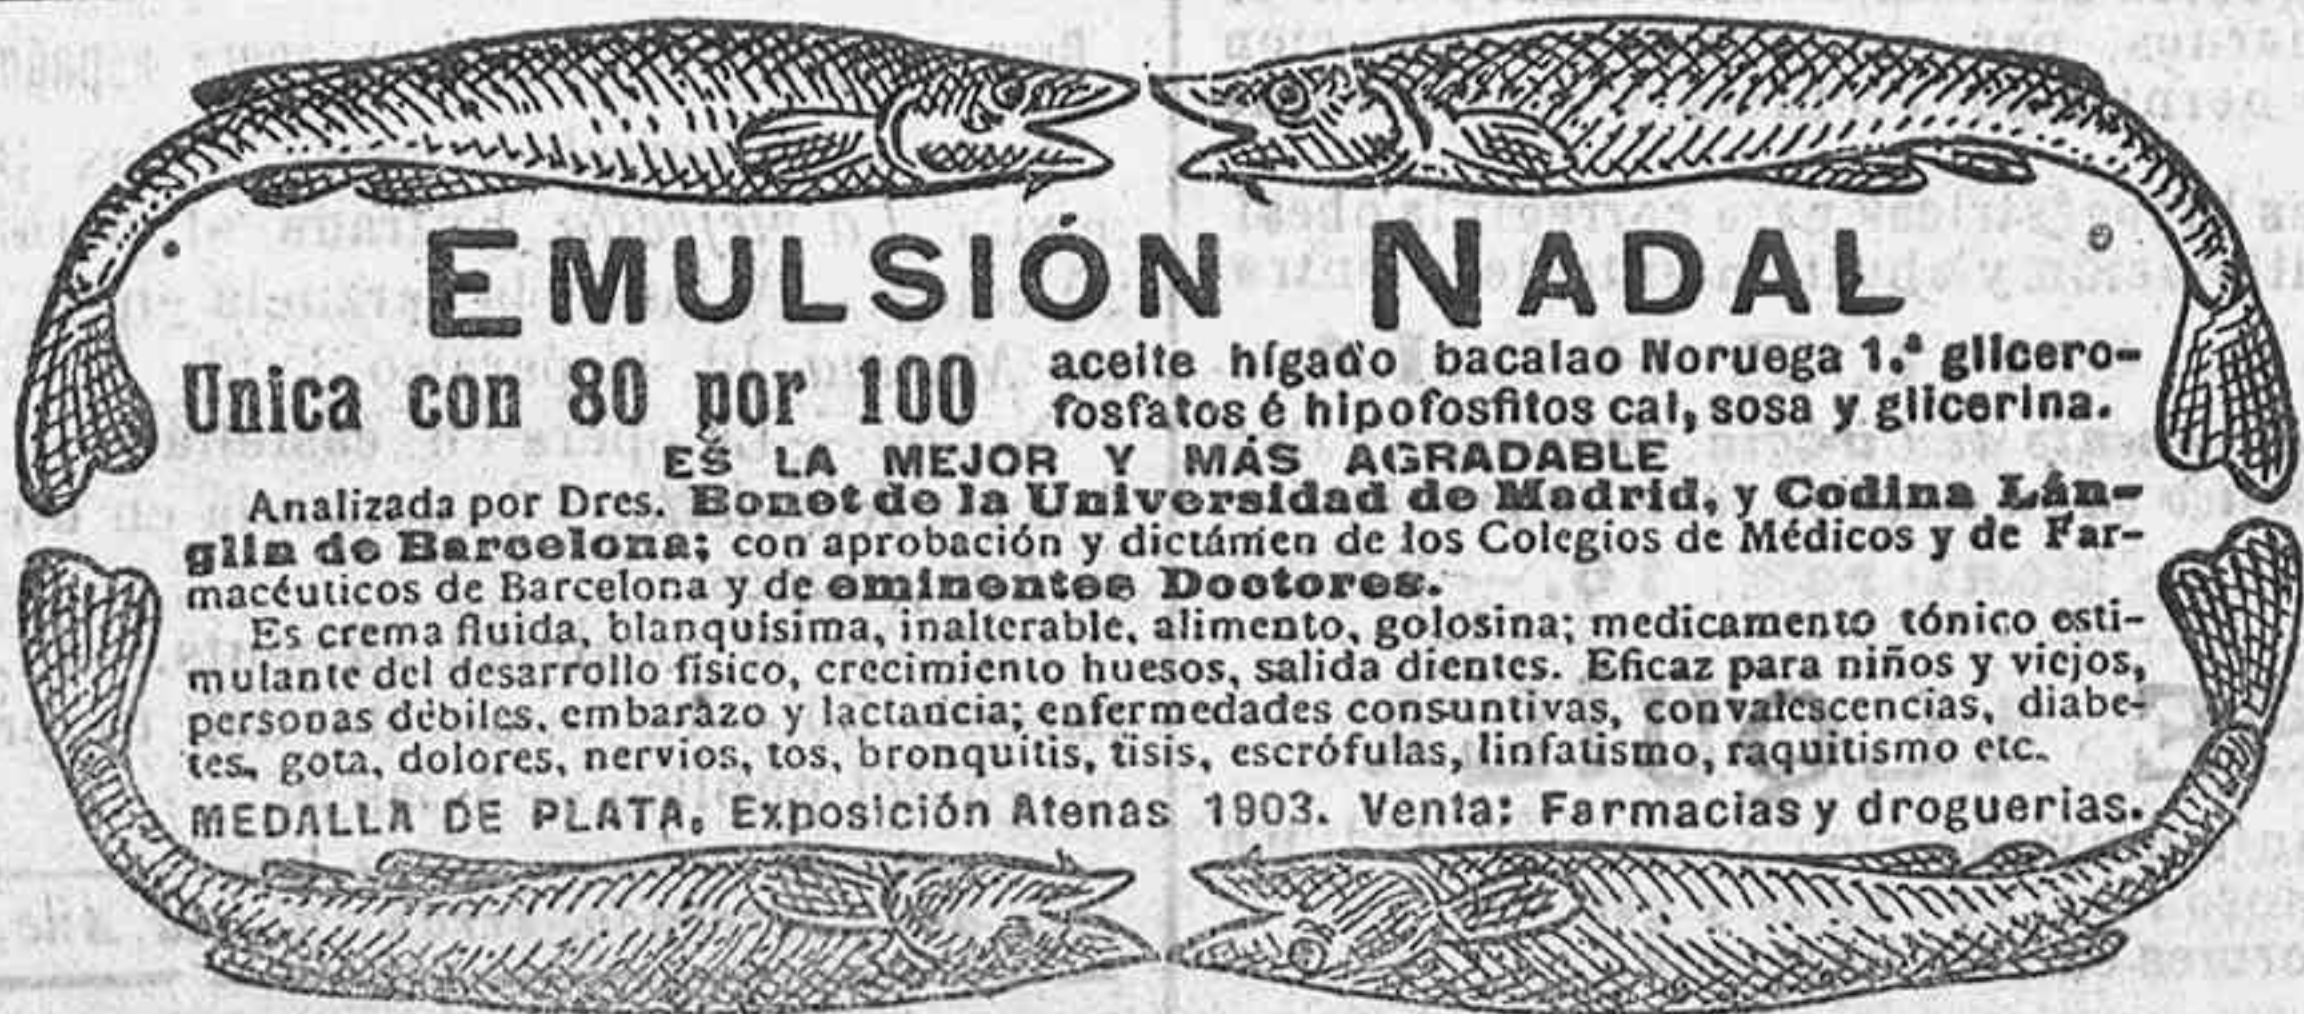 EMULSIÓN NADAL
Unica con 80 por 100 aceite hígado bacalao Noruega 1.ª glicero-
fosfatos é hipofosfitos cal, sosa y glicerina.
ES LA MEJOR Y MÁS AGRADABLE
Analizada por Dres. Bonet de la Universidad de Madrid, y Codina Lán-
glin de Barcelona; con aprobación y dictámen de los Colegios de Médicos y de Far-
macéuticos de Barcelona y de eminentes Doctores.
Es crema fluida, blanquísima, inalterable, alimento, golosina; medicamento tónico esti-
mulante del desarrollo físico, crecimiento huesos, salida dientes. Eficaz para niños y viejos,
personas débiles, embarazo y lactancia; enfermedades consuntivas, convalescencias, diabe-
tes, gota, dolores, nervios, tos, bronquitis, tisis, escrófulas, linfatismo, raquitismo etc.
MEDALLA DE PLATA, Exposición Atenas 1903. Venta: Farmacias y droguerias.